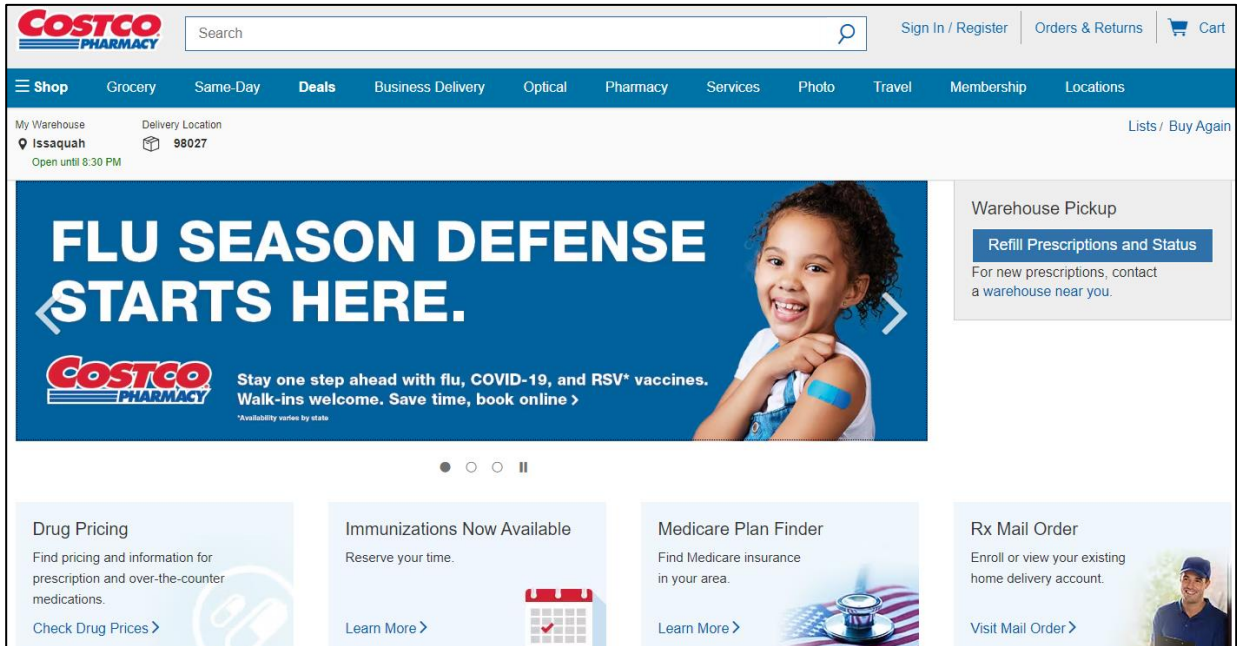 COSTCO
PHARMACY
Search
Sign In / Register
Orders & Returns
Cart
Shop
Grocery
Same-Day
Deals
Business Delivery
Optical
Pharmacy
Services
Photo
Travel
Membership
Locations
My Warehouse
Issaquah
Open until 8:30 PM
Delivery Location
98027
Lists / Buy Again
FLU SEASON DEFENSE
STARTS HERE.
COSTCO
PHARMACY
Stay one step ahead with flu, COVID-19, and RSV* vaccines.
Walk-ins welcome. Save time, book online >
*Availability varies by state
Warehouse Pickup
Refill Prescriptions and Status
For new prescriptions, contact
a warehouse near you.
Drug Pricing
Find pricing and information for
prescription and over-the-counter
medications.
Check Drug Prices >
Immunizations Now Available
Reserve your time.
Learn More >
Medicare Plan Finder
Find Medicare insurance
in your area.
Learn More >
Rx Mail Order
Enroll or view your existing
home delivery account.
Visit Mail Order >